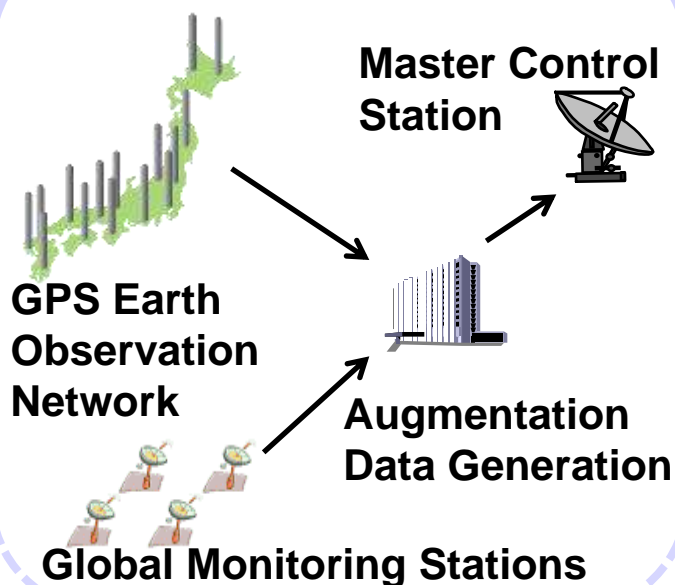 Master Control
Station
GPS Earth
Observation
Network
Augmentation
Data Generation
Global Monitoring Stations